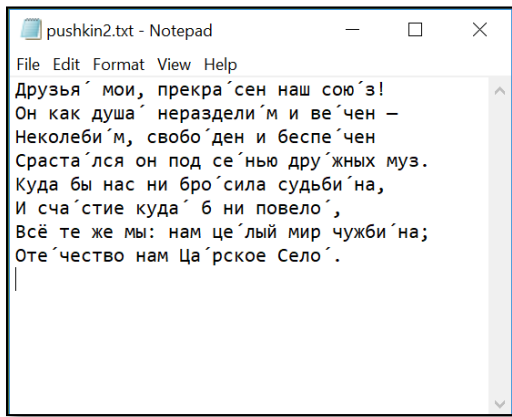 pushkin2.txt - Notepad
File Edit Format View Help
Друзья´ мои, прекра´сен наш сою´з!
Он как душа´ неразделиˊм и ве´чен —
Неколеби´м, свобо´ден и беспе´чен
Сраста´лся он под се´нью дру´жных муз.
Куда бы нас ни бро´сила судьби´на,
И сча´стие куда´ б ни повело´,
Всё те же мы: нам це´лый мир чужби´на;
Оте´чество нам Ца´рское Село´.